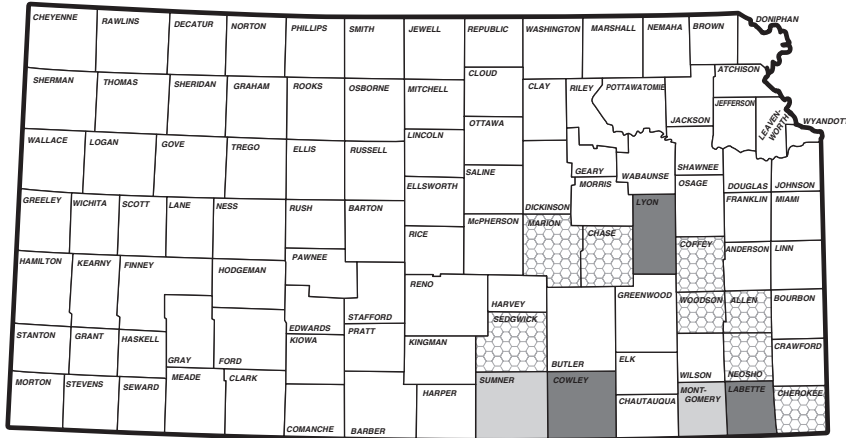 CHEYENNE RAWLINS DECATUR NORTON PHILLIPS SMITH JEWELL REPUBLIC WASHINGTON MARSHALL NEMAHA BROWN DONIPHAN
ATCHISON
SHERMAN THOMAS SHERIDAN GRAHAM ROOKS OSBORNE MITCHELL CLOUD CLAY RILEY POTTAWATOMIE JACKSON JEFFERSON LEAVEN-
WORTH WYANDOTT
OTTAWA
LINCOLN
WALLACE LOGAN GOVE TREGO ELLIS RUSSELL SALINE GEARY WABAUNSE SHAWNEE
ELLSWORTH DICKINSON MORRIS OSAGE DOUGLAS JOHNSON
GREELEY WICHITA SCOTT LANE NESS RUSH BARTON McPHERSON MARION CHASE LYON FRANKLIN MIAMI
RICE
HAMILTON KEARNY FINNEY HODGEMAN PAWNEE COFFEY ANDERSON LINN
RENO HARVEY GREENWOOD WOODSON ALLEN BOURBON
STAFFORD
EDWARDS SEDGWICK
STANTON GRANT HASKELL GRAY FORD KIOWA PRATT KINGMAN BUTLER ELK WILSON NEOSHO CRAWFORD
MORTON STEVENS SEWARD MEADE CLARK COMANCHE BARBER HARPER SUMNER COWLEY CHAUTAUQUA MONT-
GOMERY LABETTE CHEROKEE